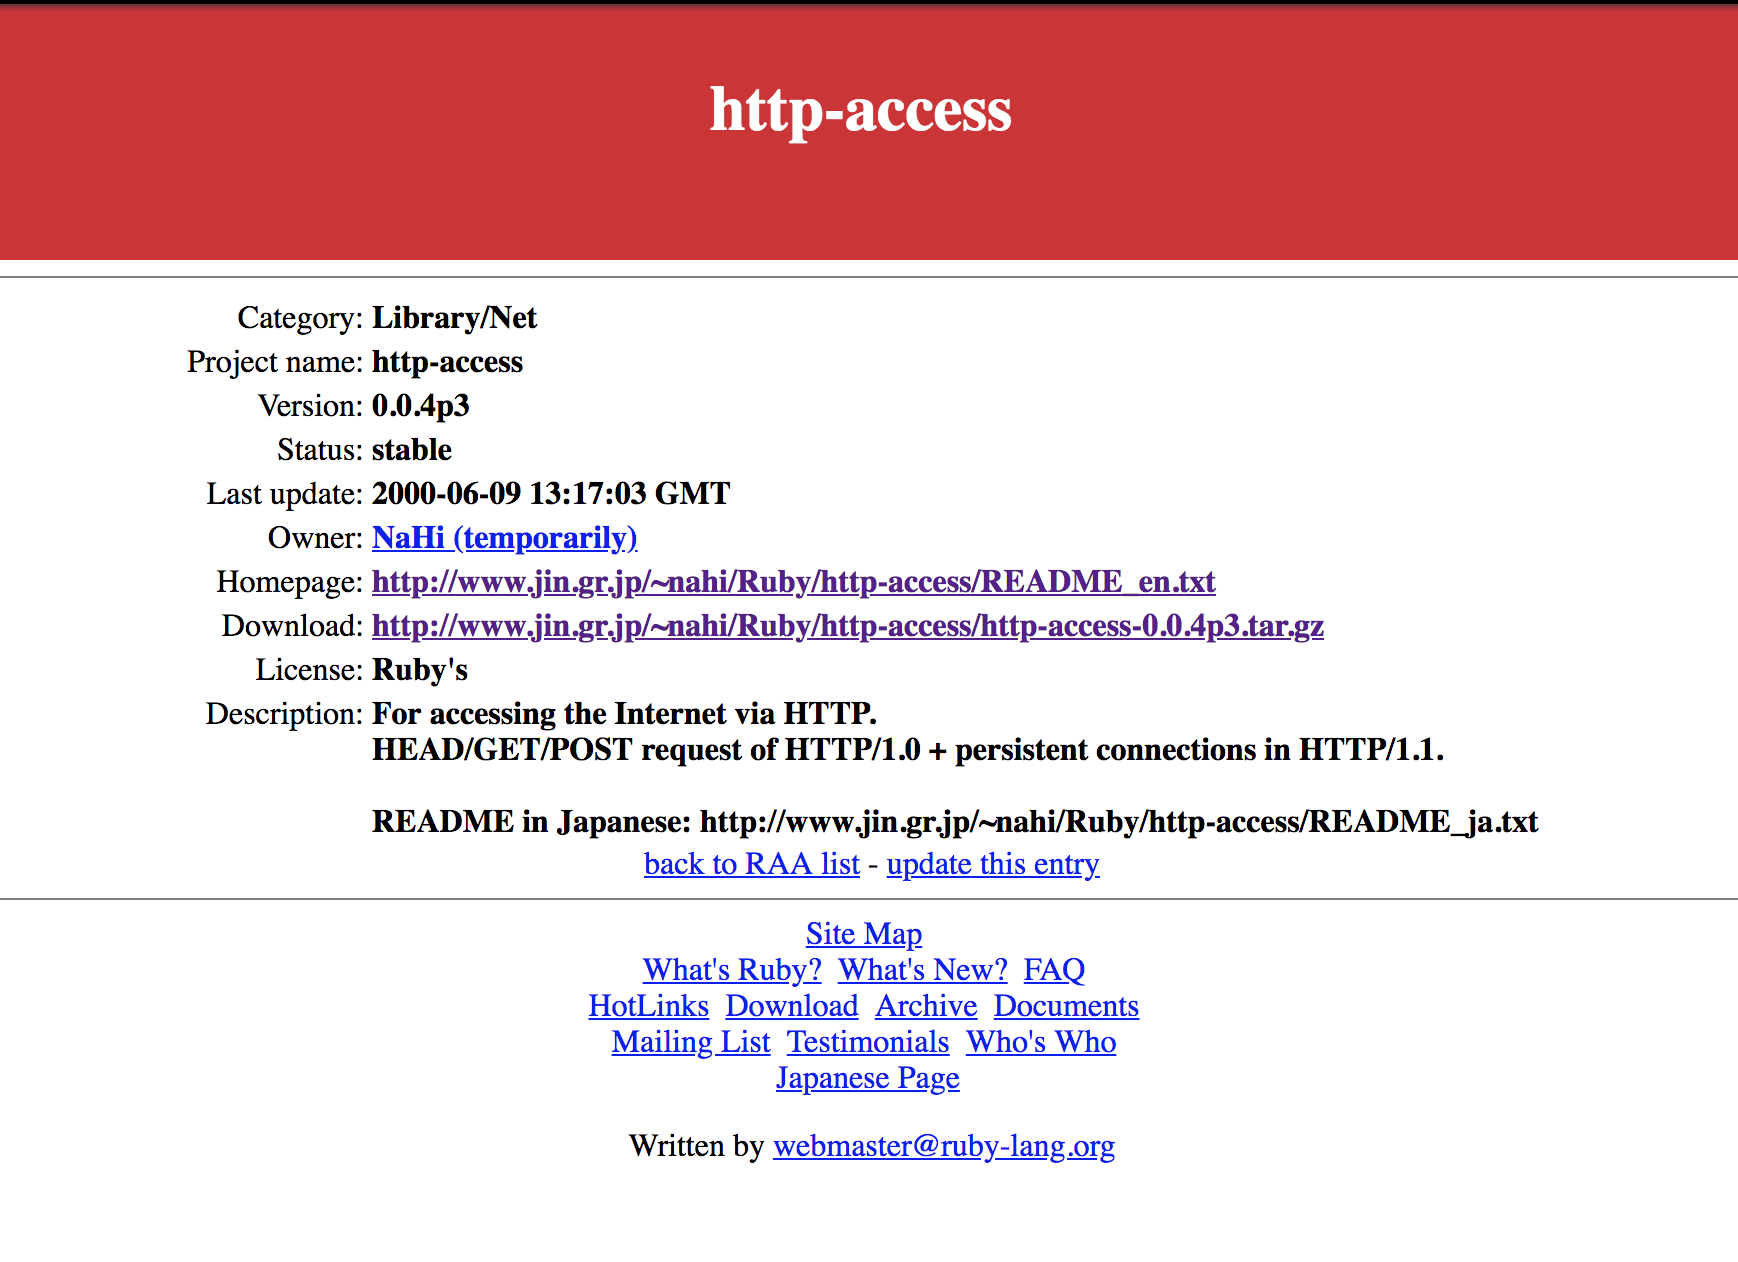 http-access
Category: Library/Net
Project name: http-access
Version: 0.0.4p3
Status: stable
Last update: 2000-06-09 13:17:03 GMT
Owner: NaHi (temporarily)
Homepage: http://www.jin.gr.jp/~nahi/Ruby/http-access/README_en.txt
Download: http://www.jin.gr.jp/~nahi/Ruby/http-access/http-access-0.0.4p3.tar.gz
License: Ruby's
Description: For accessing the Internet via HTTP.
HEAD/GET/POST request of HTTP/1.0 + persistent connections in HTTP/1.1.
README in Japanese: http://www.jin.gr.jp/~nahi/Ruby/http-access/README_ja.txt
back to RAA list - update this entry
Site Map
What's Ruby? What's New? FAQ
HotLinks Download Archive Documents
Mailing List Testimonials Who's Who
Japanese Page
Written by webmaster@ruby-lang.org